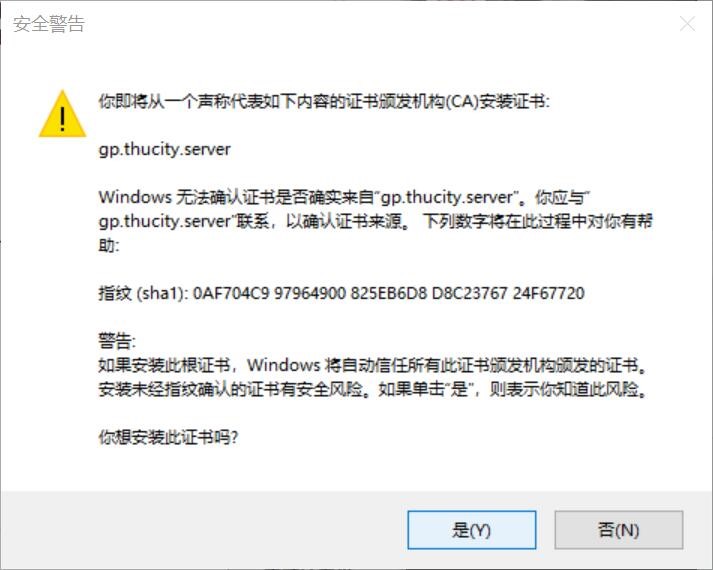 安全警告
你即将从一个声称代表如下内容的证书颁发机构(CA)安装证书:
gp.thucity.server
Windows 无法确认证书是否确实来自“gp.thucity.server”。你应与“
gp.thucity.server”联系，以确认证书来源。 下列数字将在此过程中对你有帮
助:
指纹 (sha1): 0AF704C9 97964900 825EB6D8 D8C23767 24F67720
警告:
如果安装此根证书，Windows 将自动信任所有此证书颁发机构颁发的证书。
安装未经指纹确认的证书有安全风险。如果单击“是”，则表示你知道此风险。
你想安装此证书吗?
是(Y)
否(N)